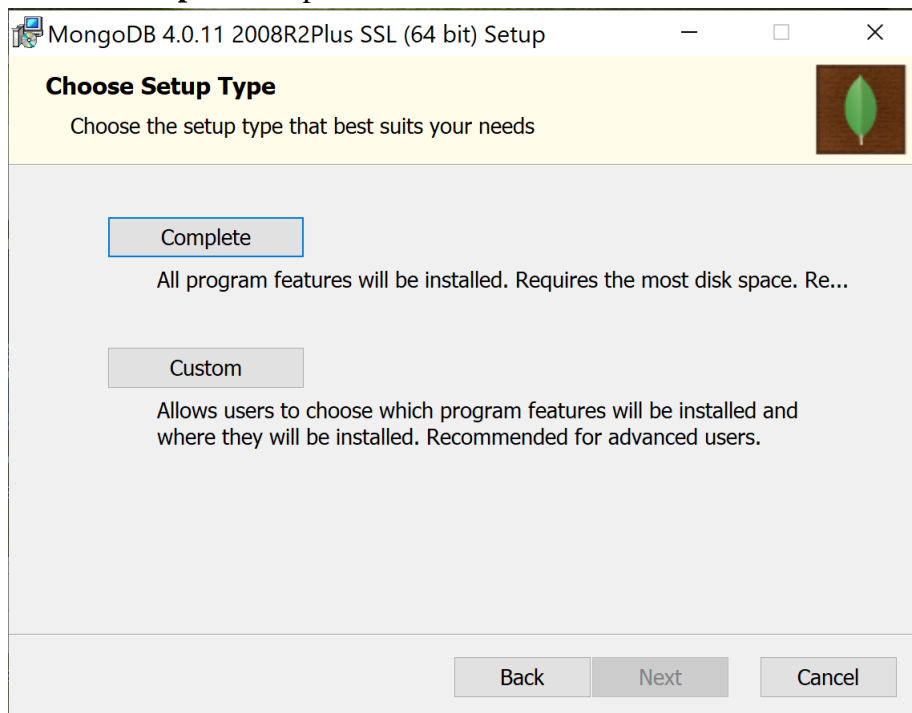 MongoDB 4.0.11 2008R2Plus SSL (64 bit) Setup
Choose Setup Type
Choose the setup type that best suits your needs
Complete
All program features will be installed. Requires the most disk space. Re...
Custom
Allows users to choose which program features will be installed and
where they will be installed. Recommended for advanced users.
Back Next Cancel